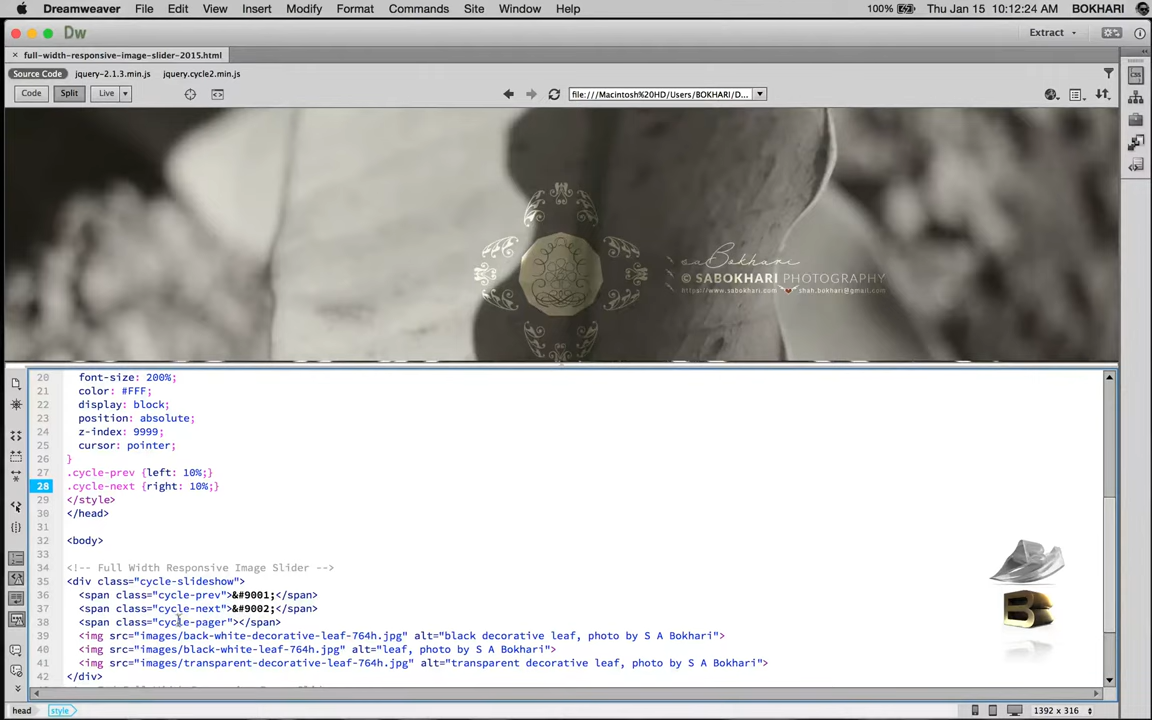 Dreamweaver File Edit View Insert Modify Format Commands Site Window Help 100% Thu Jan 15 10:12:24 AM BOKHARI
Dw Extract
× full-width-responsive-image-slider-2015.html
Source Code jquery-2.1.3.min.js jquery.cycle2.min.js
Code Split Live file:///Macintosh%20HD/Users/BOKHARI/D...
saBokhari
© SABOKHARI PHOTOGRAPHY
https://www.sabokhari.com shah.bokhari@gmail.com
20 font-size: 200%;
21 color: #FFF;
22 display: block;
23 position: absolute;
24 z-index: 9999;
25 cursor: pointer;
26 }
27 .cycle-prev {left: 10%;}
28 .cycle-next {right: 10%;}
29 </style>
30 </head>
31
32 <body>
33
34 <!-- Full Width Responsive Image Slider -->
35 <div class="cycle-slideshow">
36 <span class="cycle-prev">&#9001;</span>
37 <span class="cycle-next">&#9002;</span>
38 <span class="cycle-pager"></span>
39 <img src="images/back-white-decorative-leaf-764h.jpg" alt="black decorative leaf, photo by S A Bokhari">
40 <img src="images/black-white-leaf-764h.jpg" alt="leaf, photo by S A Bokhari">
41 <img src="images/transparent-decorative-leaf-764h.jpg" alt="transparent decorative leaf, photo by S A Bokhari">
42 </div>
B
head style 1392 x 316